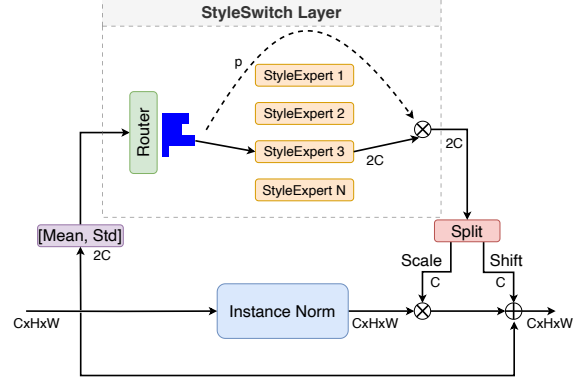 StyleSwitch Layer
p
StyleExpert 1
StyleExpert 2
Router
StyleExpert 3
2C
2C
StyleExpert N
[Mean, Std]
2C
Split
Scale
Shift
C
C
Instance Norm
CxHxW
CxHxW
CxHxW